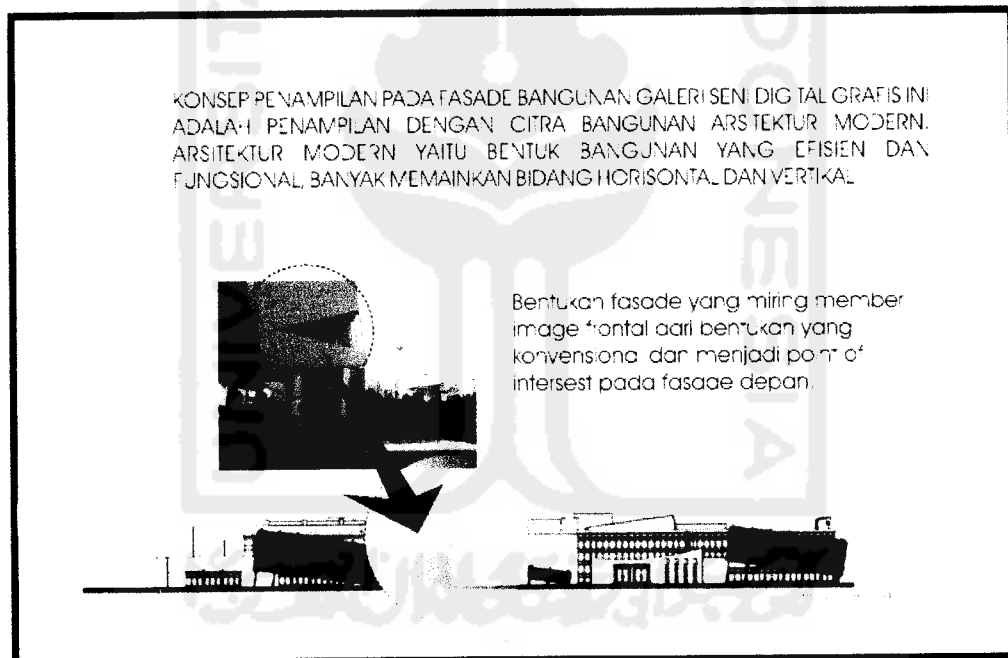 KONSEP PENAMPILAN PADA FASADE BANGUNAN GALERI SENI DIGITAL GRAFIS INI
ADALAH PENAMPILAN DENGAN CITRA BANGUNAN ARSITEKTUR MODERN.
ARSITEKTUR MODERN YAITU BENTUK BANGUNAN YANG EFISIEN DAN
FUNGSIONAL, BANYAK MEMAINKAN BIDANG HORISONTAL DAN VERTIKAL
Bentukan fasade yang miring member
image frontal dari bentukan yang
konvensional dan menjadi point of
intersest pada fasade depan.
UNIVERSITAS
INDONESIA